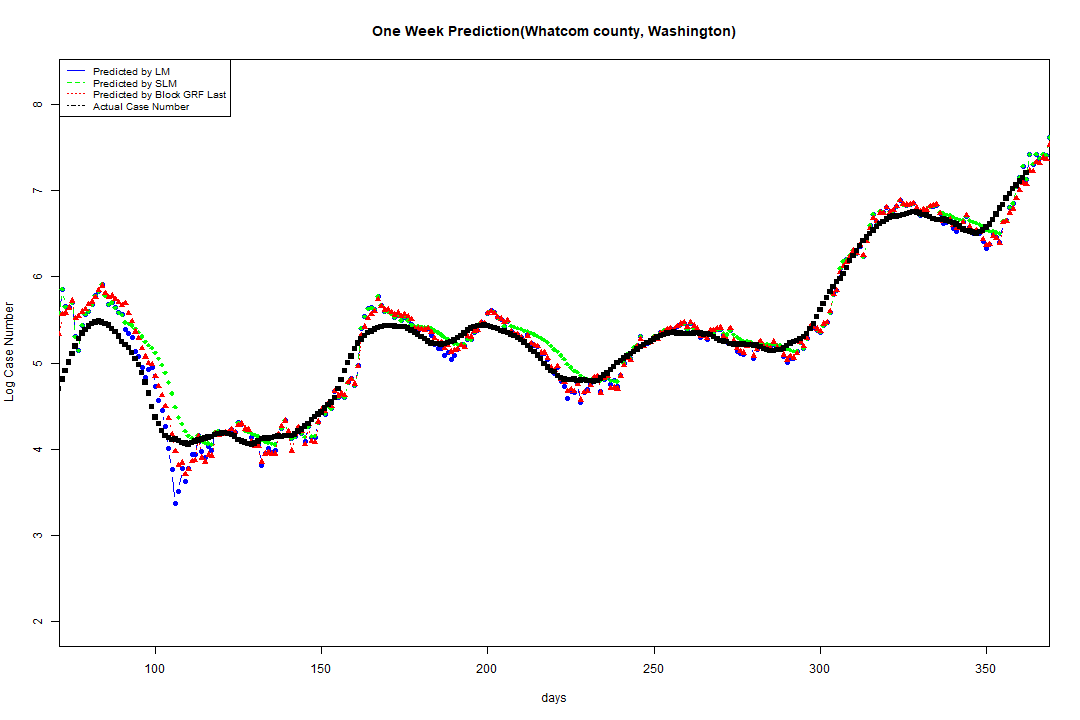 One Week Prediction(Whatcom county, Washington)
Predicted by LM
Predicted by SLM
Predicted by Block GRF Last
Actual Case Number
8
7
6
5
4
3
2
Log Case Number
100 150 200 250 300 350
days